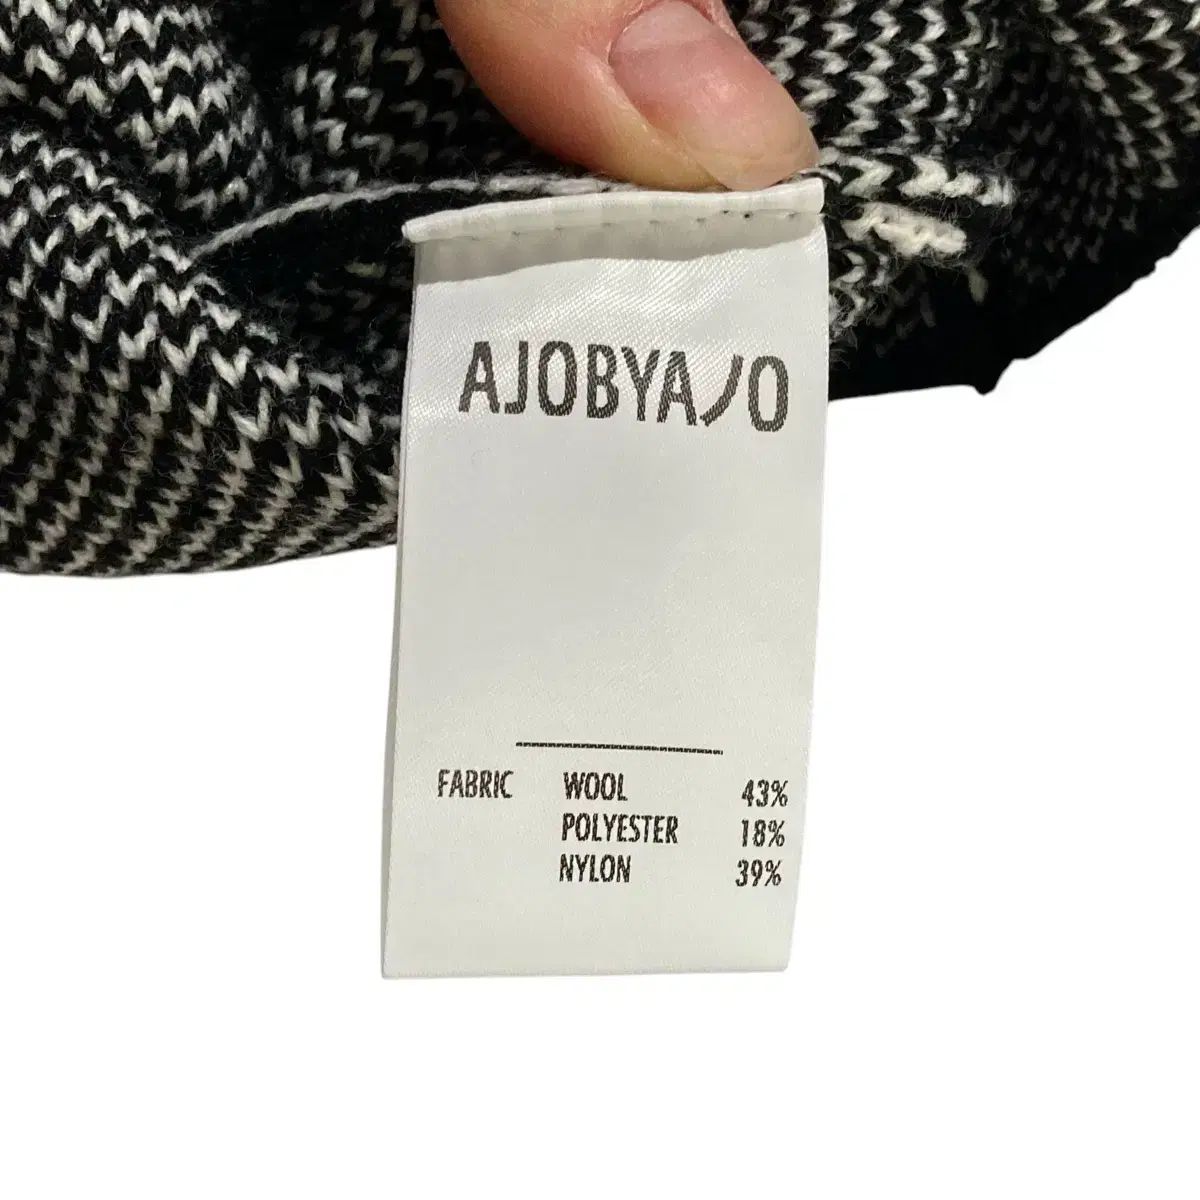 AJOBYAJO
FABRIC WOOL 43%
POLYESTER 18%
NYLON 39%